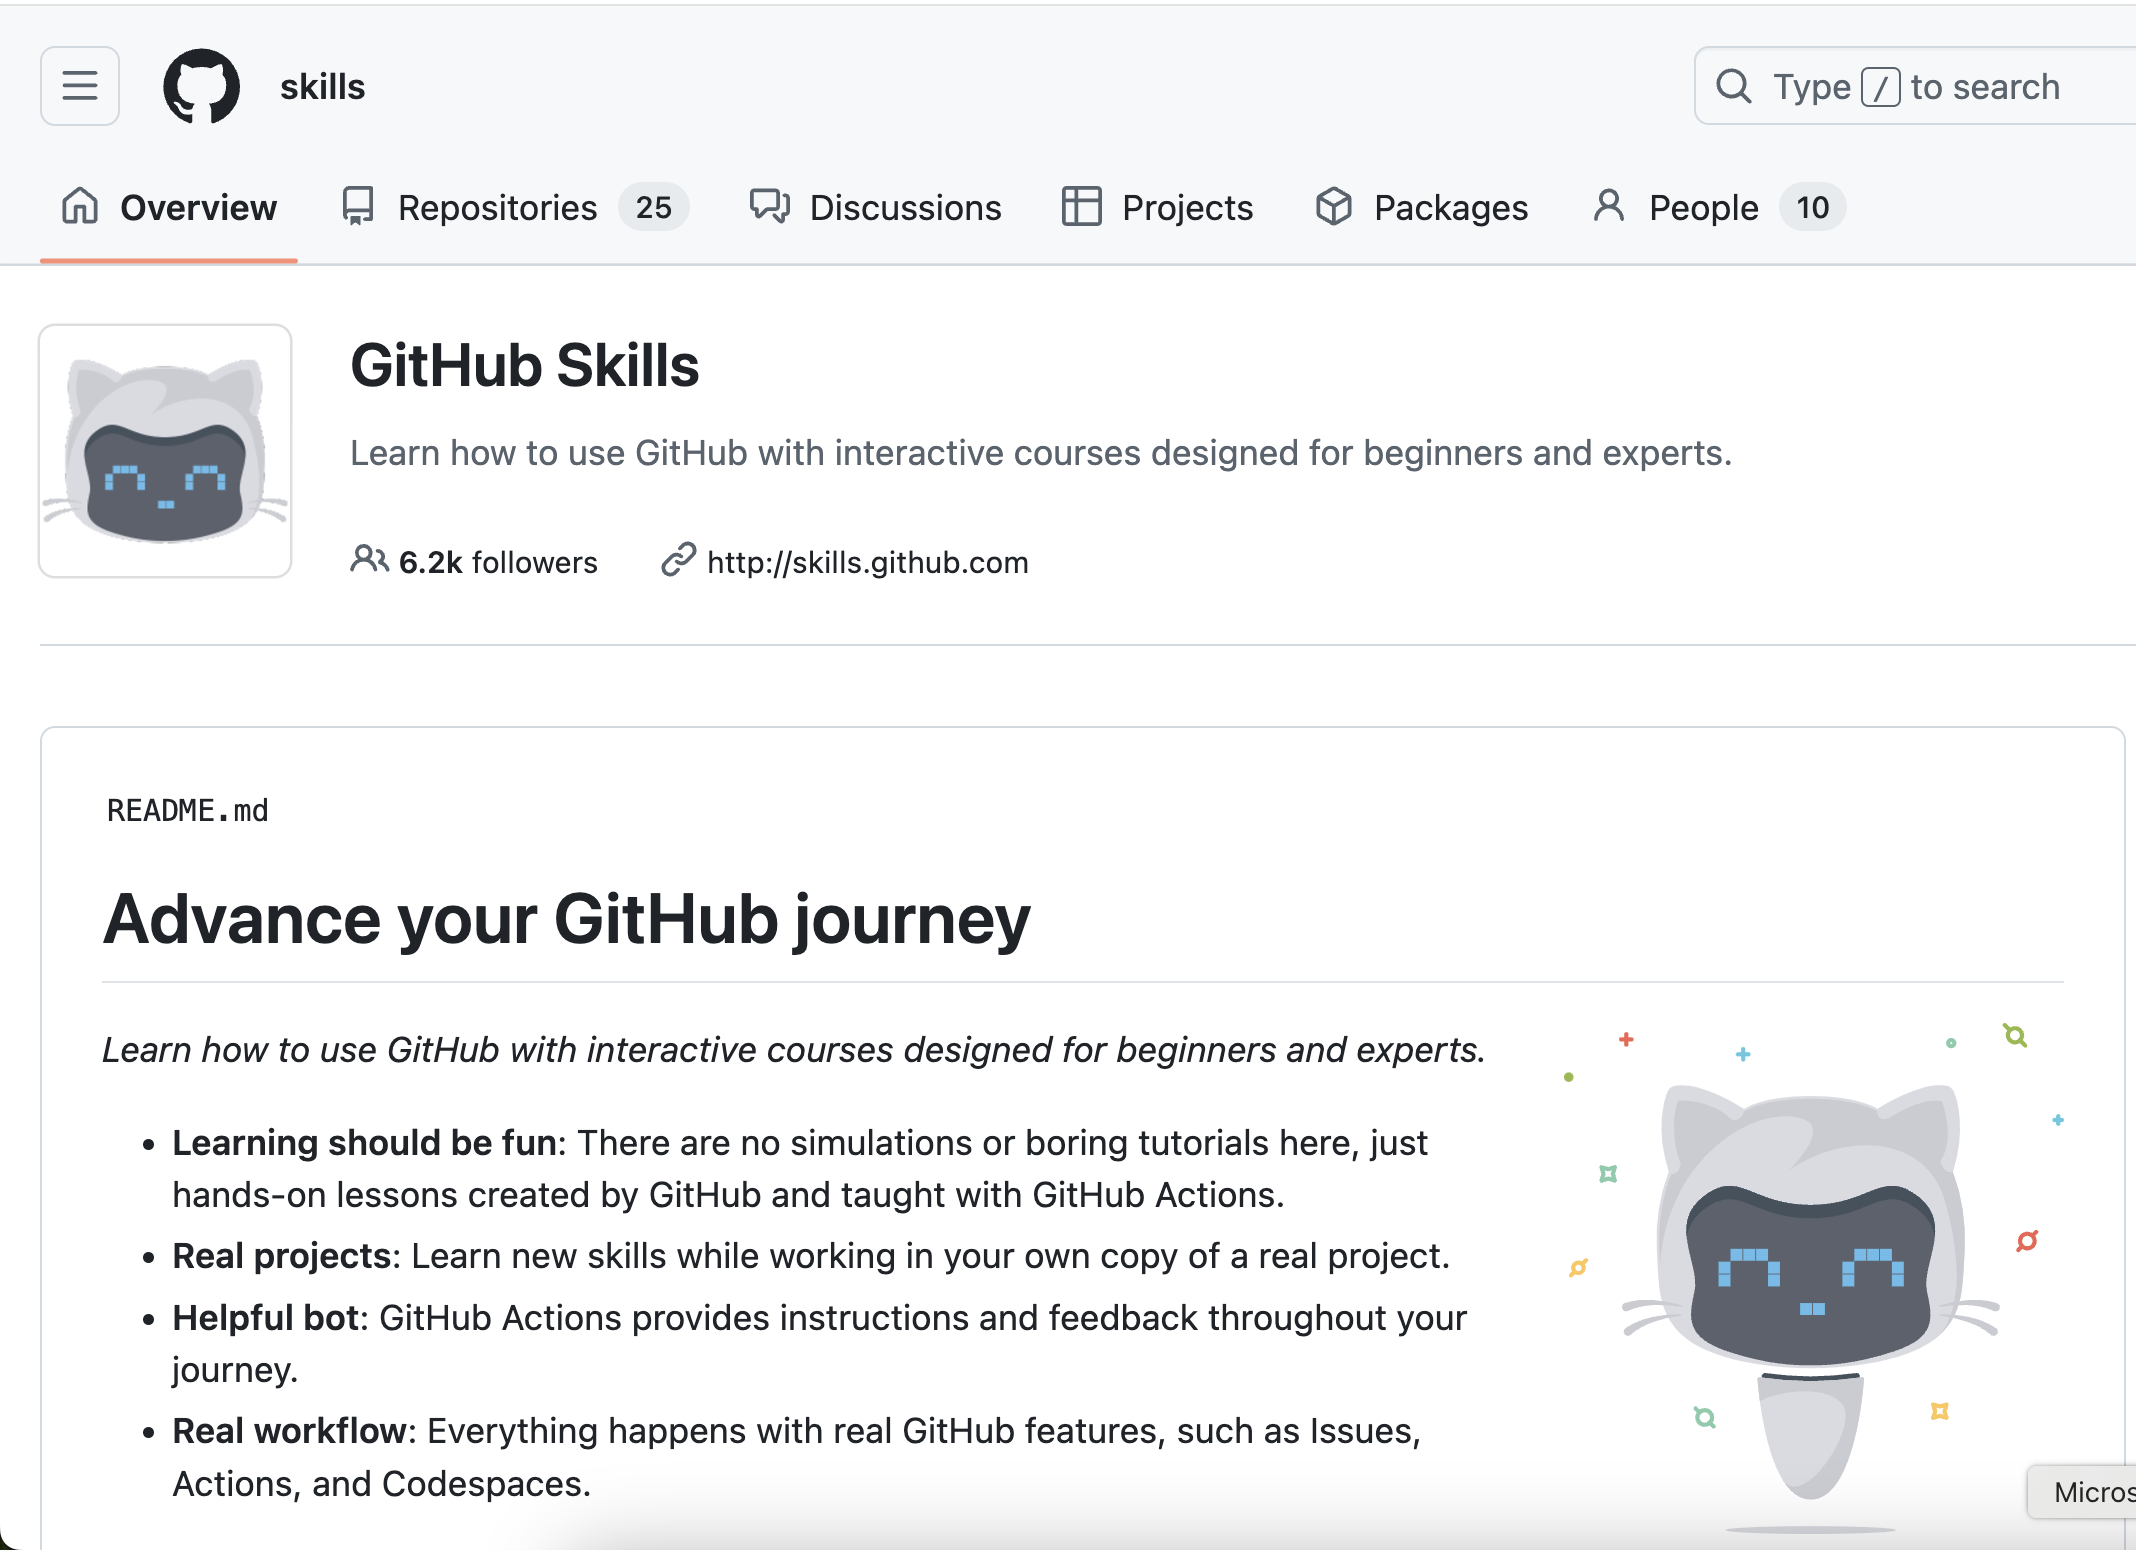 skills
Type / to search
Overview Repositories 25 Discussions Projects Packages People 10
GitHub Skills
Learn how to use GitHub with interactive courses designed for beginners and experts.
6.2k followers http://skills.github.com
README.md
Advance your GitHub journey
Learn how to use GitHub with interactive courses designed for beginners and experts.
• Learning should be fun: There are no simulations or boring tutorials here, just
hands-on lessons created by GitHub and taught with GitHub Actions.
• Real projects: Learn new skills while working in your own copy of a real project.
• Helpful bot: GitHub Actions provides instructions and feedback throughout your
journey.
• Real workflow: Everything happens with real GitHub features, such as Issues,
Actions, and Codespaces.
Micros